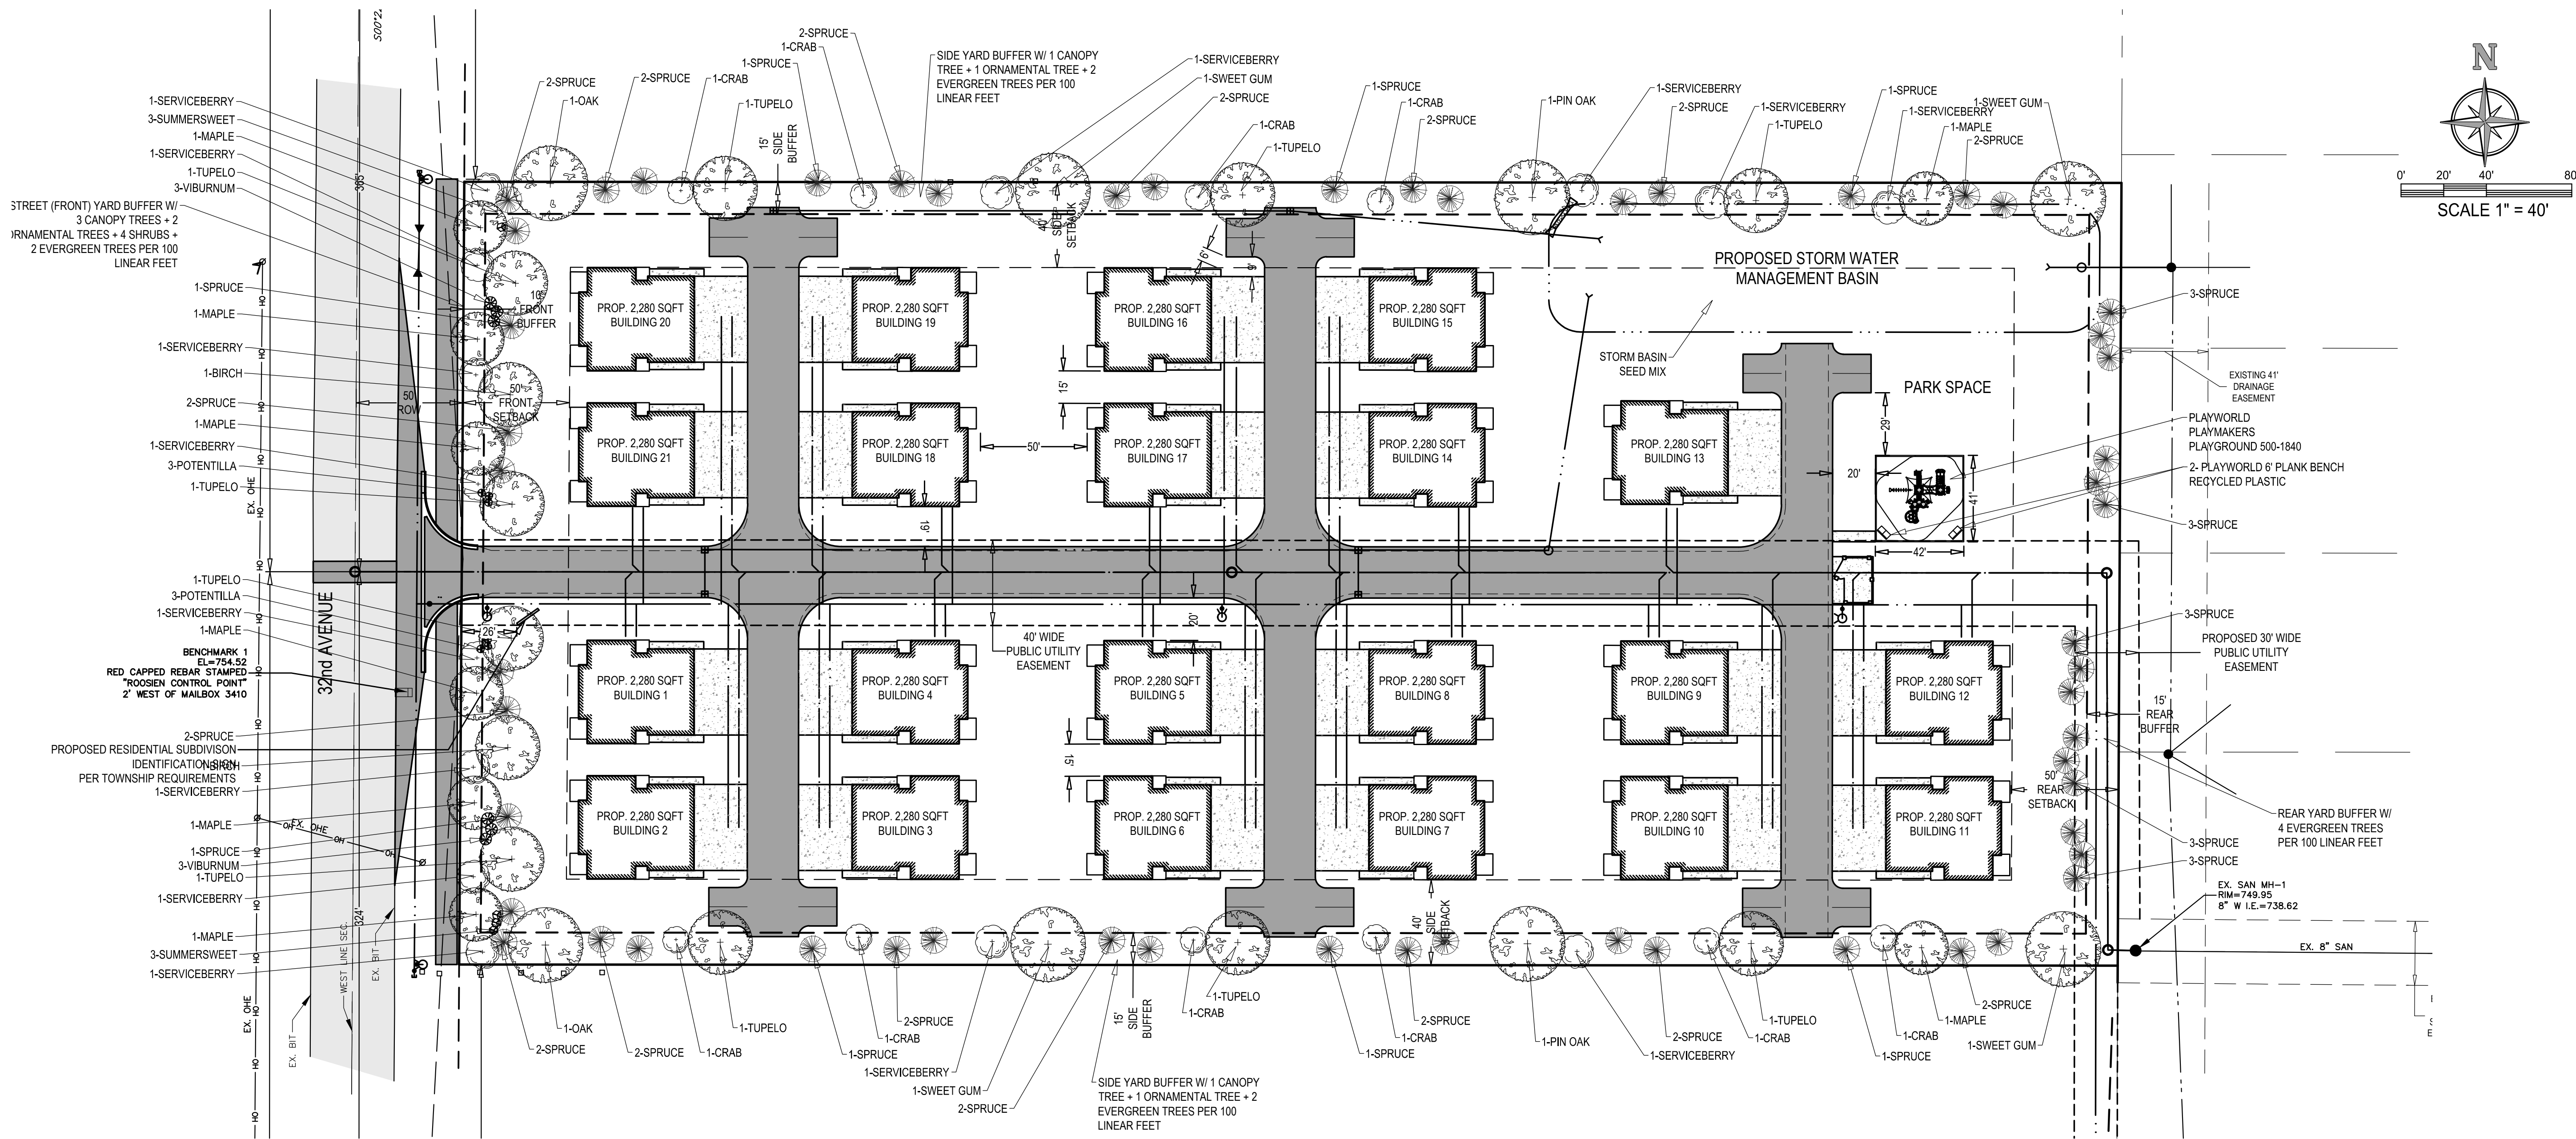 S00°2
2-SPRUCE
1-CRAB
1-SPRUCE
2-SPRUCE
1-CRAB
2-SPRUCE
1-OAK
1-TUPELO
SIDE YARD BUFFER W/ 1 CANOPY
TREE + 1 ORNAMENTAL TREE + 2
EVERGREEN TREES PER 100
LINEAR FEET
1-SERVICEBERRY
1-SWEET GUM
2-SPRUCE
1-CRAB
1-TUPELO
1-SPRUCE
1-CRAB
2-SPRUCE
1-PIN OAK
1-SERVICEBERRY
2-SPRUCE
1-SERVICEBERRY
1-TUPELO
1-SPRUCE
1-SERVICEBERRY
1-MAPLE
2-SPRUCE
1-SWEET GUM
N
0' 20' 40' 80
SCALE 1" = 40'
1-SERVICEBERRY
3-SUMMERSWEET
1-MAPLE
1-SERVICEBERRY
1-TUPELO
3-VIBURNUM
STREET (FRONT) YARD BUFFER W/
3 CANOPY TREES + 2
ORNAMENTAL TREES + 4 SHRUBS +
2 EVERGREEN TREES PER 100
LINEAR FEET
1-SPRUCE
1-MAPLE
1-SERVICEBERRY
1-BIRCH
2-SPRUCE
1-MAPLE
1-SERVICEBERRY
3-POTENTILLA
1-TUPELO
365'
EX. OHE
OH
15'
SIDE
BUFFER
40'
SIDE
SETBACK
10'
FRONT
BUFFER
50'
ROW
50'
FRONT
SETBACK
PROP. 2,280 SQFT
BUILDING 20
PROP. 2,280 SQFT
BUILDING 19
PROP. 2,280 SQFT
BUILDING 16
PROP. 2,280 SQFT
BUILDING 15
6'
9'
15'
PROPOSED STORM WATER
MANAGEMENT BASIN
STORM BASIN
SEED MIX
3-SPRUCE
EXISTING 41'
DRAINAGE
EASEMENT
PARK SPACE
PLAYWORLD
PLAYMAKERS
PLAYGROUND 500-1840
2- PLAYWORLD 6' PLANK BENCH
RECYCLED PLASTIC
3-SPRUCE
PROP. 2,280 SQFT
BUILDING 21
PROP. 2,280 SQFT
BUILDING 18
50'
PROP. 2,280 SQFT
BUILDING 17
PROP. 2,280 SQFT
BUILDING 14
PROP. 2,280 SQFT
BUILDING 13
29'
20'
41'
42'
19'
20'
1-TUPELO
3-POTENTILLA
1-SERVICEBERRY
1-MAPLE
BENCHMARK 1
EL=754.52
RED CAPPED REBAR STAMPED
"ROOSIEN CONTROL POINT"
2' WEST OF MAILBOX 3410
32nd AVENUE
26'
40' WIDE
PUBLIC UTILITY
EASEMENT
3-SPRUCE
PROPOSED 30' WIDE
PUBLIC UTILITY
EASEMENT
15'
REAR
BUFFER
PROP. 2,280 SQFT
BUILDING 1
PROP. 2,280 SQFT
BUILDING 4
PROP. 2,280 SQFT
BUILDING 5
PROP. 2,280 SQFT
BUILDING 8
PROP. 2,280 SQFT
BUILDING 9
PROP. 2,280 SQFT
BUILDING 12
15'
2-SPRUCE
PROPOSED RESIDENTIAL SUBDIVISON
IDENTIFICATION SIGN
1-BIRCH
PER TOWNSHIP REQUIREMENTS
1-SERVICEBERRY
1-MAPLE
1-SPRUCE
3-VIBURNUM
1-TUPELO
1-SERVICEBERRY
1-MAPLE
3-SUMMERSWEET
1-SERVICEBERRY
EX. OHE
OH
324'
WEST LINE SEC.
EX. BIT
EX. BIT
EX. OHE
PROP. 2,280 SQFT
BUILDING 2
PROP. 2,280 SQFT
BUILDING 3
PROP. 2,280 SQFT
BUILDING 6
PROP. 2,280 SQFT
BUILDING 7
PROP. 2,280 SQFT
BUILDING 10
PROP. 2,280 SQFT
BUILDING 11
50'
REAR
SETBACK
REAR YARD BUFFER W/
4 EVERGREEN TREES
PER 100 LINEAR FEET
3-SPRUCE
3-SPRUCE
EX. SAN MH-1
RIM=749.95
8" W I.E.=738.62
EX. 8" SAN
40'
SIDE
SETBACK
15'
SIDE
BUFFER
1-OAK
2-SPRUCE
2-SPRUCE
1-CRAB
1-TUPELO
1-SPRUCE
1-CRAB
2-SPRUCE
1-SERVICEBERRY
1-SWEET GUM
2-SPRUCE
SIDE YARD BUFFER W/ 1 CANOPY
TREE + 1 ORNAMENTAL TREE + 2
EVERGREEN TREES PER 100
LINEAR FEET
1-TUPELO
1-CRAB
2-SPRUCE
1-CRAB
1-SPRUCE
1-PIN OAK
1-SERVICEBERRY
2-SPRUCE
1-CRAB
1-TUPELO
2-SPRUCE
1-MAPLE
1-CRAB
1-SPRUCE
1-SWEET GUM